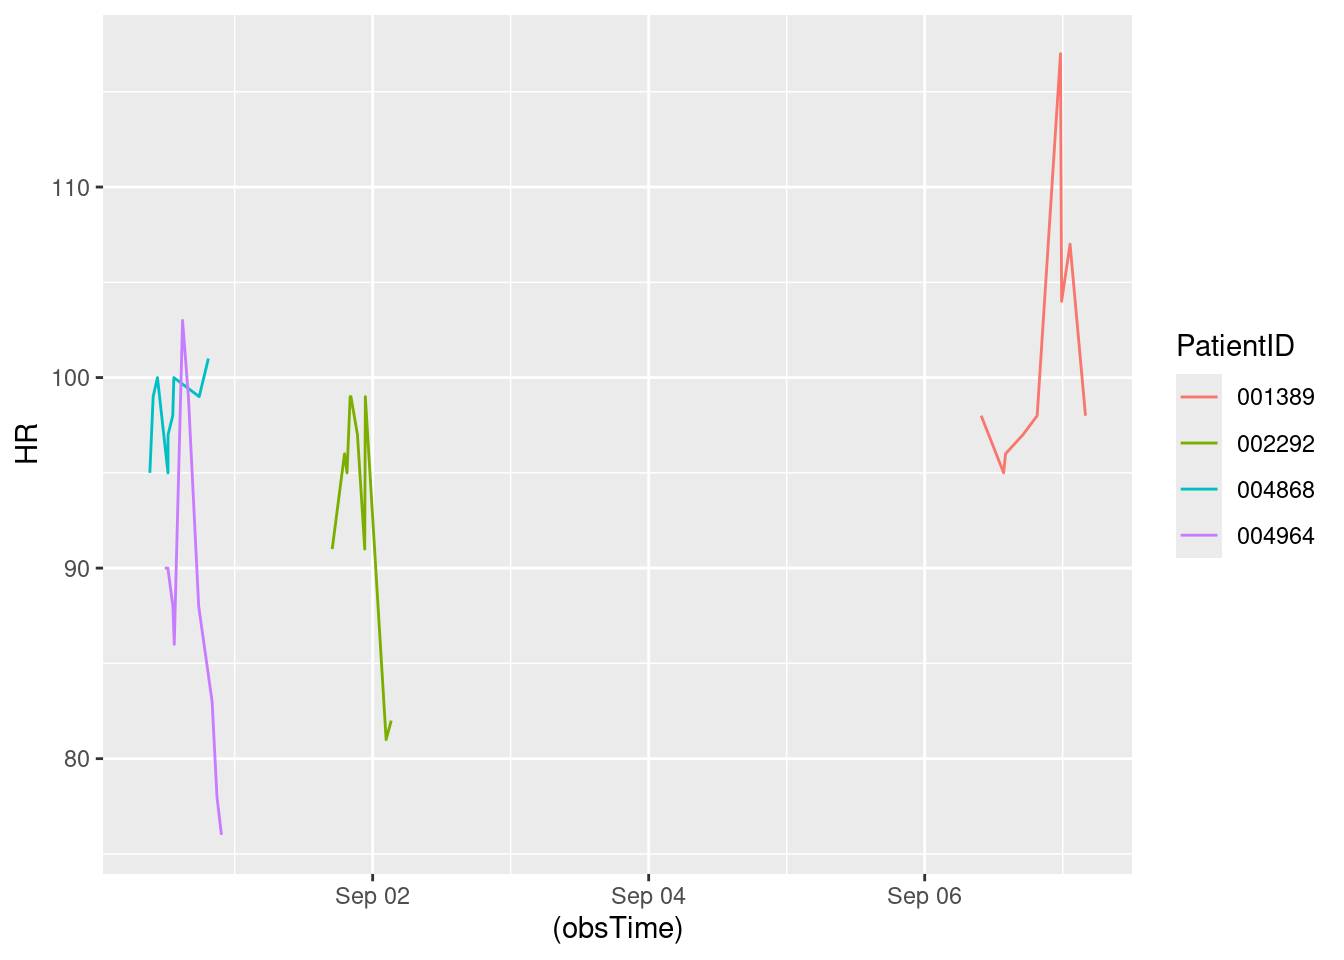 110
100
90
80
HR
Sep 02
Sep 04
Sep 06
(obsTime)
PatientID
001389
002292
004868
004964